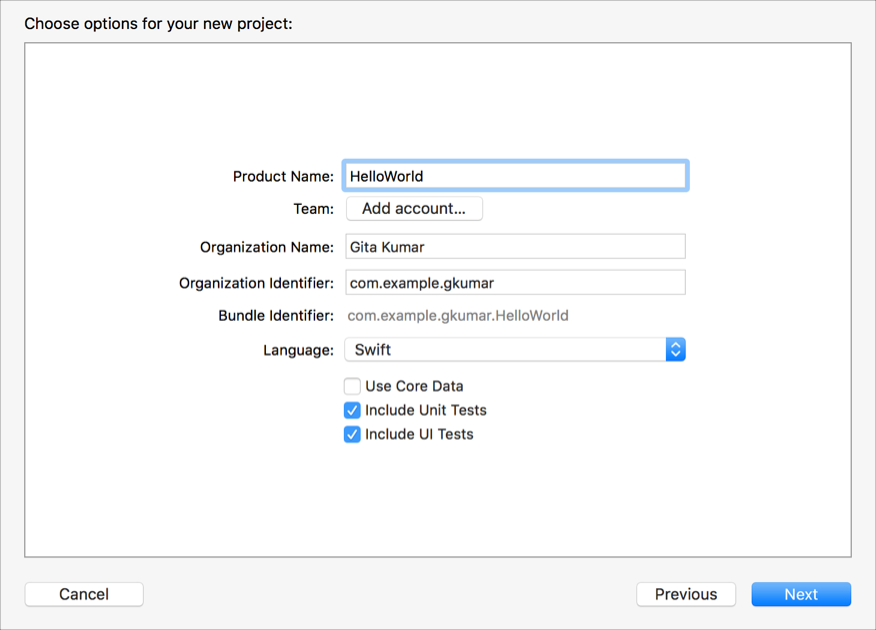 Choose options for your new project:
Product Name: HelloWorld
Team: Add account...
Organization Name: Gita Kumar
Organization Identifier: com.example.gkumar
Bundle Identifier: com.example.gkumar.HelloWorld
Language: Swift
Use Core Data
Include Unit Tests
Include UI Tests
Cancel Previous Next